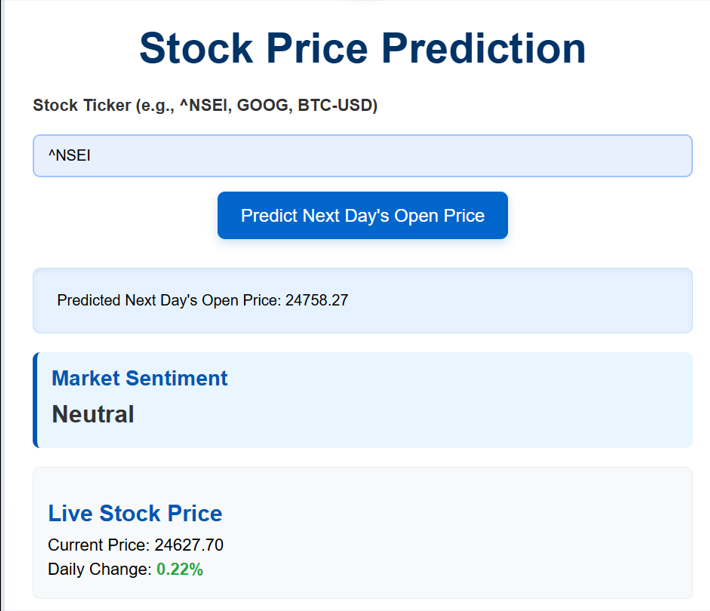 Stock Price Prediction
Stock Ticker (e.g., ^NSEI, GOOG, BTC-USD)
^NSEI
Predict Next Day's Open Price
Predicted Next Day's Open Price: 24758.27
Market Sentiment
Neutral
Live Stock Price
Current Price: 24627.70
Daily Change: 0.22%